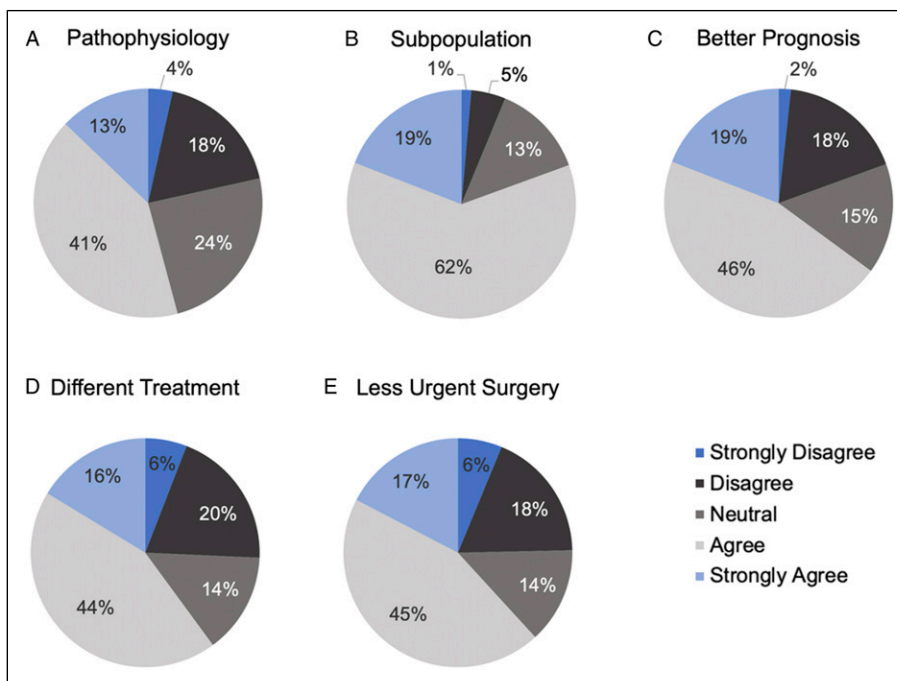 A Pathophysiology
4%
13%
18%
41%
24%
B Subpopulation
1%
5%
19%
13%
62%
C Better Prognosis
2%
19%
18%
15%
46%
D Different Treatment
16%
6%
20%
44%
14%
E Less Urgent Surgery
17%
6%
18%
45%
14%
Strongly Disagree
Disagree
Neutral
Agree
Strongly Agree